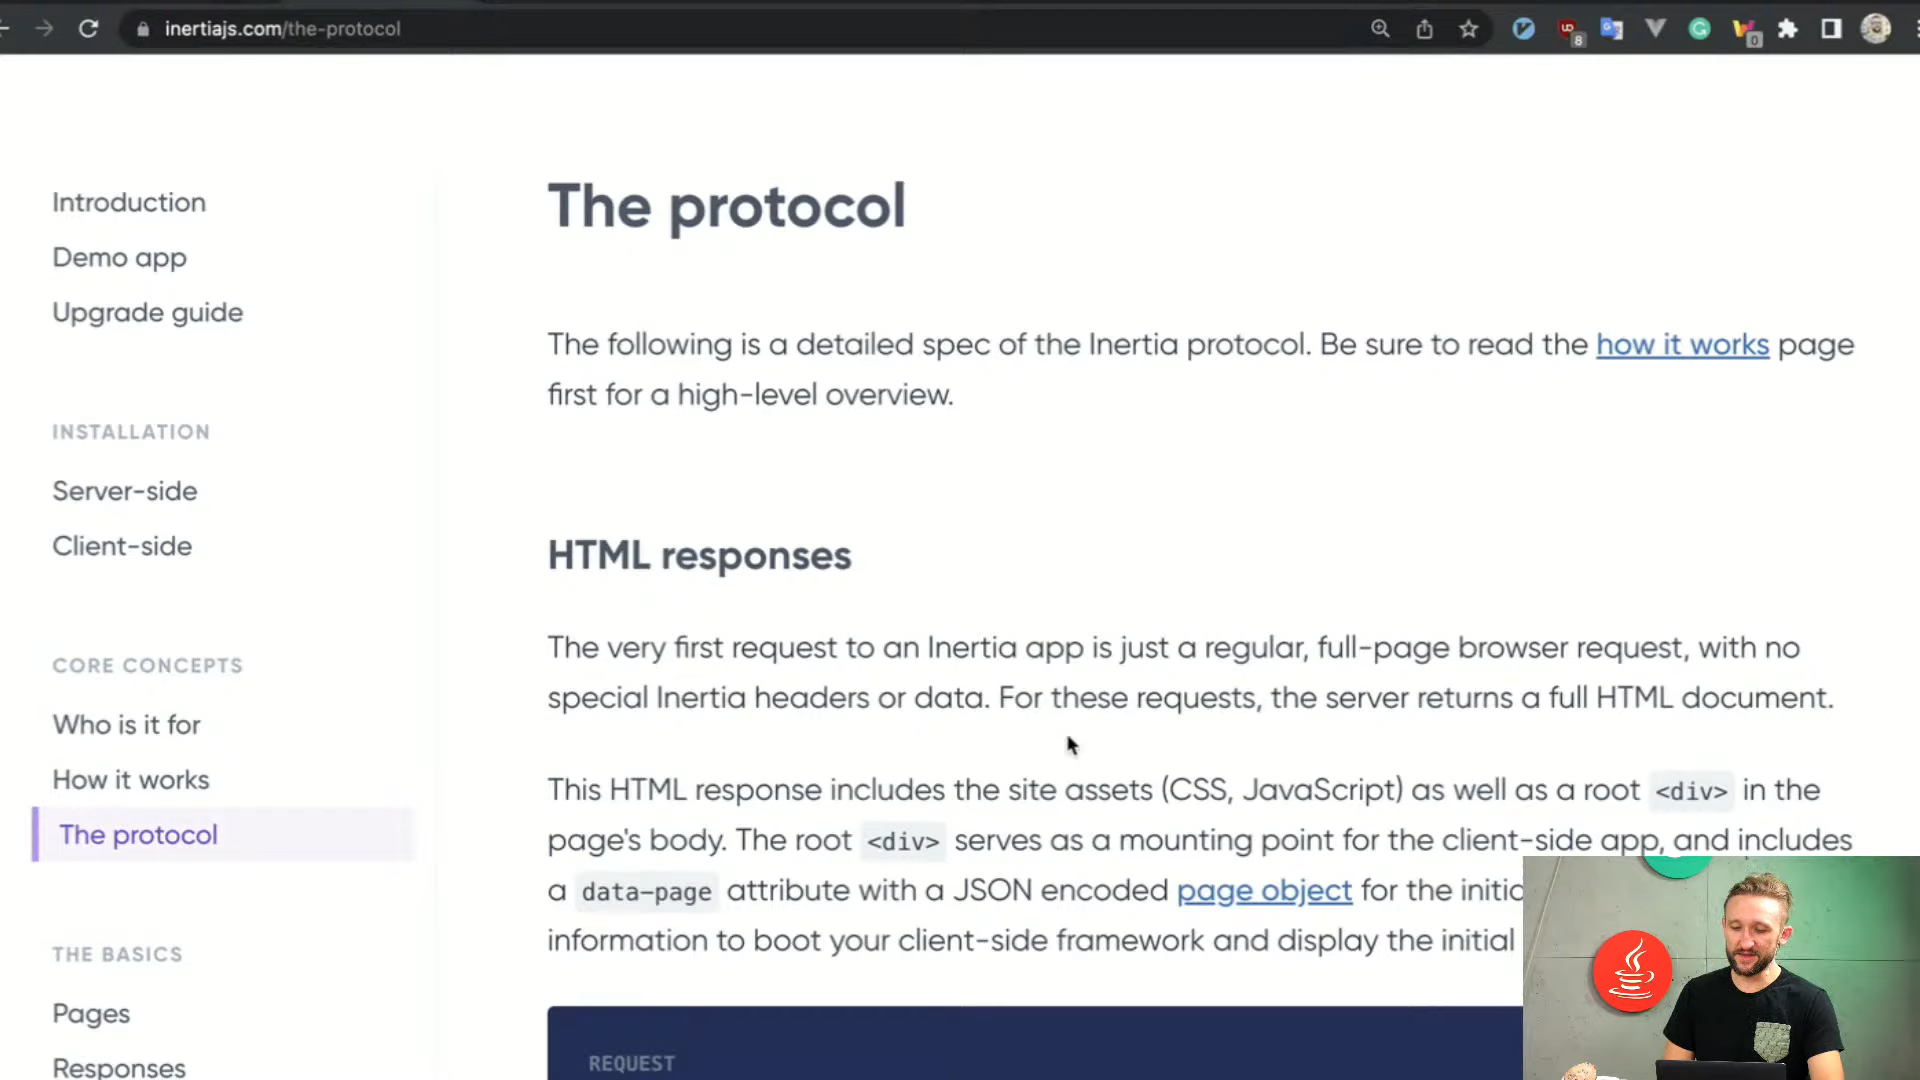 inertiajs.com/the-protocol
8
0
Introduction
Demo app
Upgrade guide
INSTALLATION
Server-side
Client-side
CORE CONCEPTS
Who is it for
How it works
The protocol
THE BASICS
Pages
Responses
The protocol
The following is a detailed spec of the Inertia protocol. Be sure to read the how it works page
first for a high-level overview.
HTML responses
The very first request to an Inertia app is just a regular, full-page browser request, with no
special Inertia headers or data. For these requests, the server returns a full HTML document.
This HTML response includes the site assets (CSS, JavaScript) as well as a root <div> in the
page's body. The root <div> serves as a mounting point for the client-side app, and includes
a data-page attribute with a JSON encoded page object for the
information to boot your client-side framework and display the initial
REQUEST